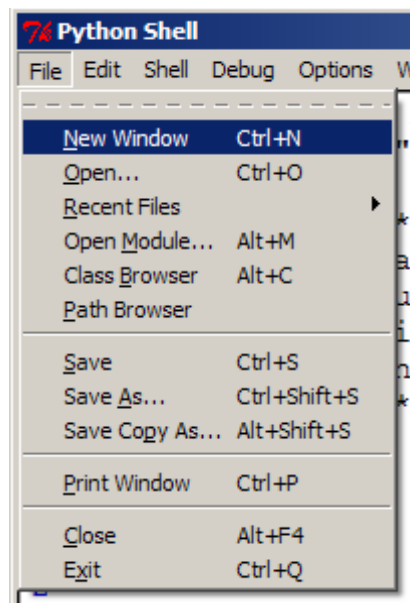 Python Shell
File Edit Shell Debug Options
New Window Ctrl+N
Open... Ctrl+O
Recent Files
Open Module... Alt+M
Class Browser Alt+C
Path Browser
Save Ctrl+S
Save As... Ctrl+Shift+S
Save Copy As... Alt+Shift+S
Print Window Ctrl+P
Close Alt+F4
Exit Ctrl+Q